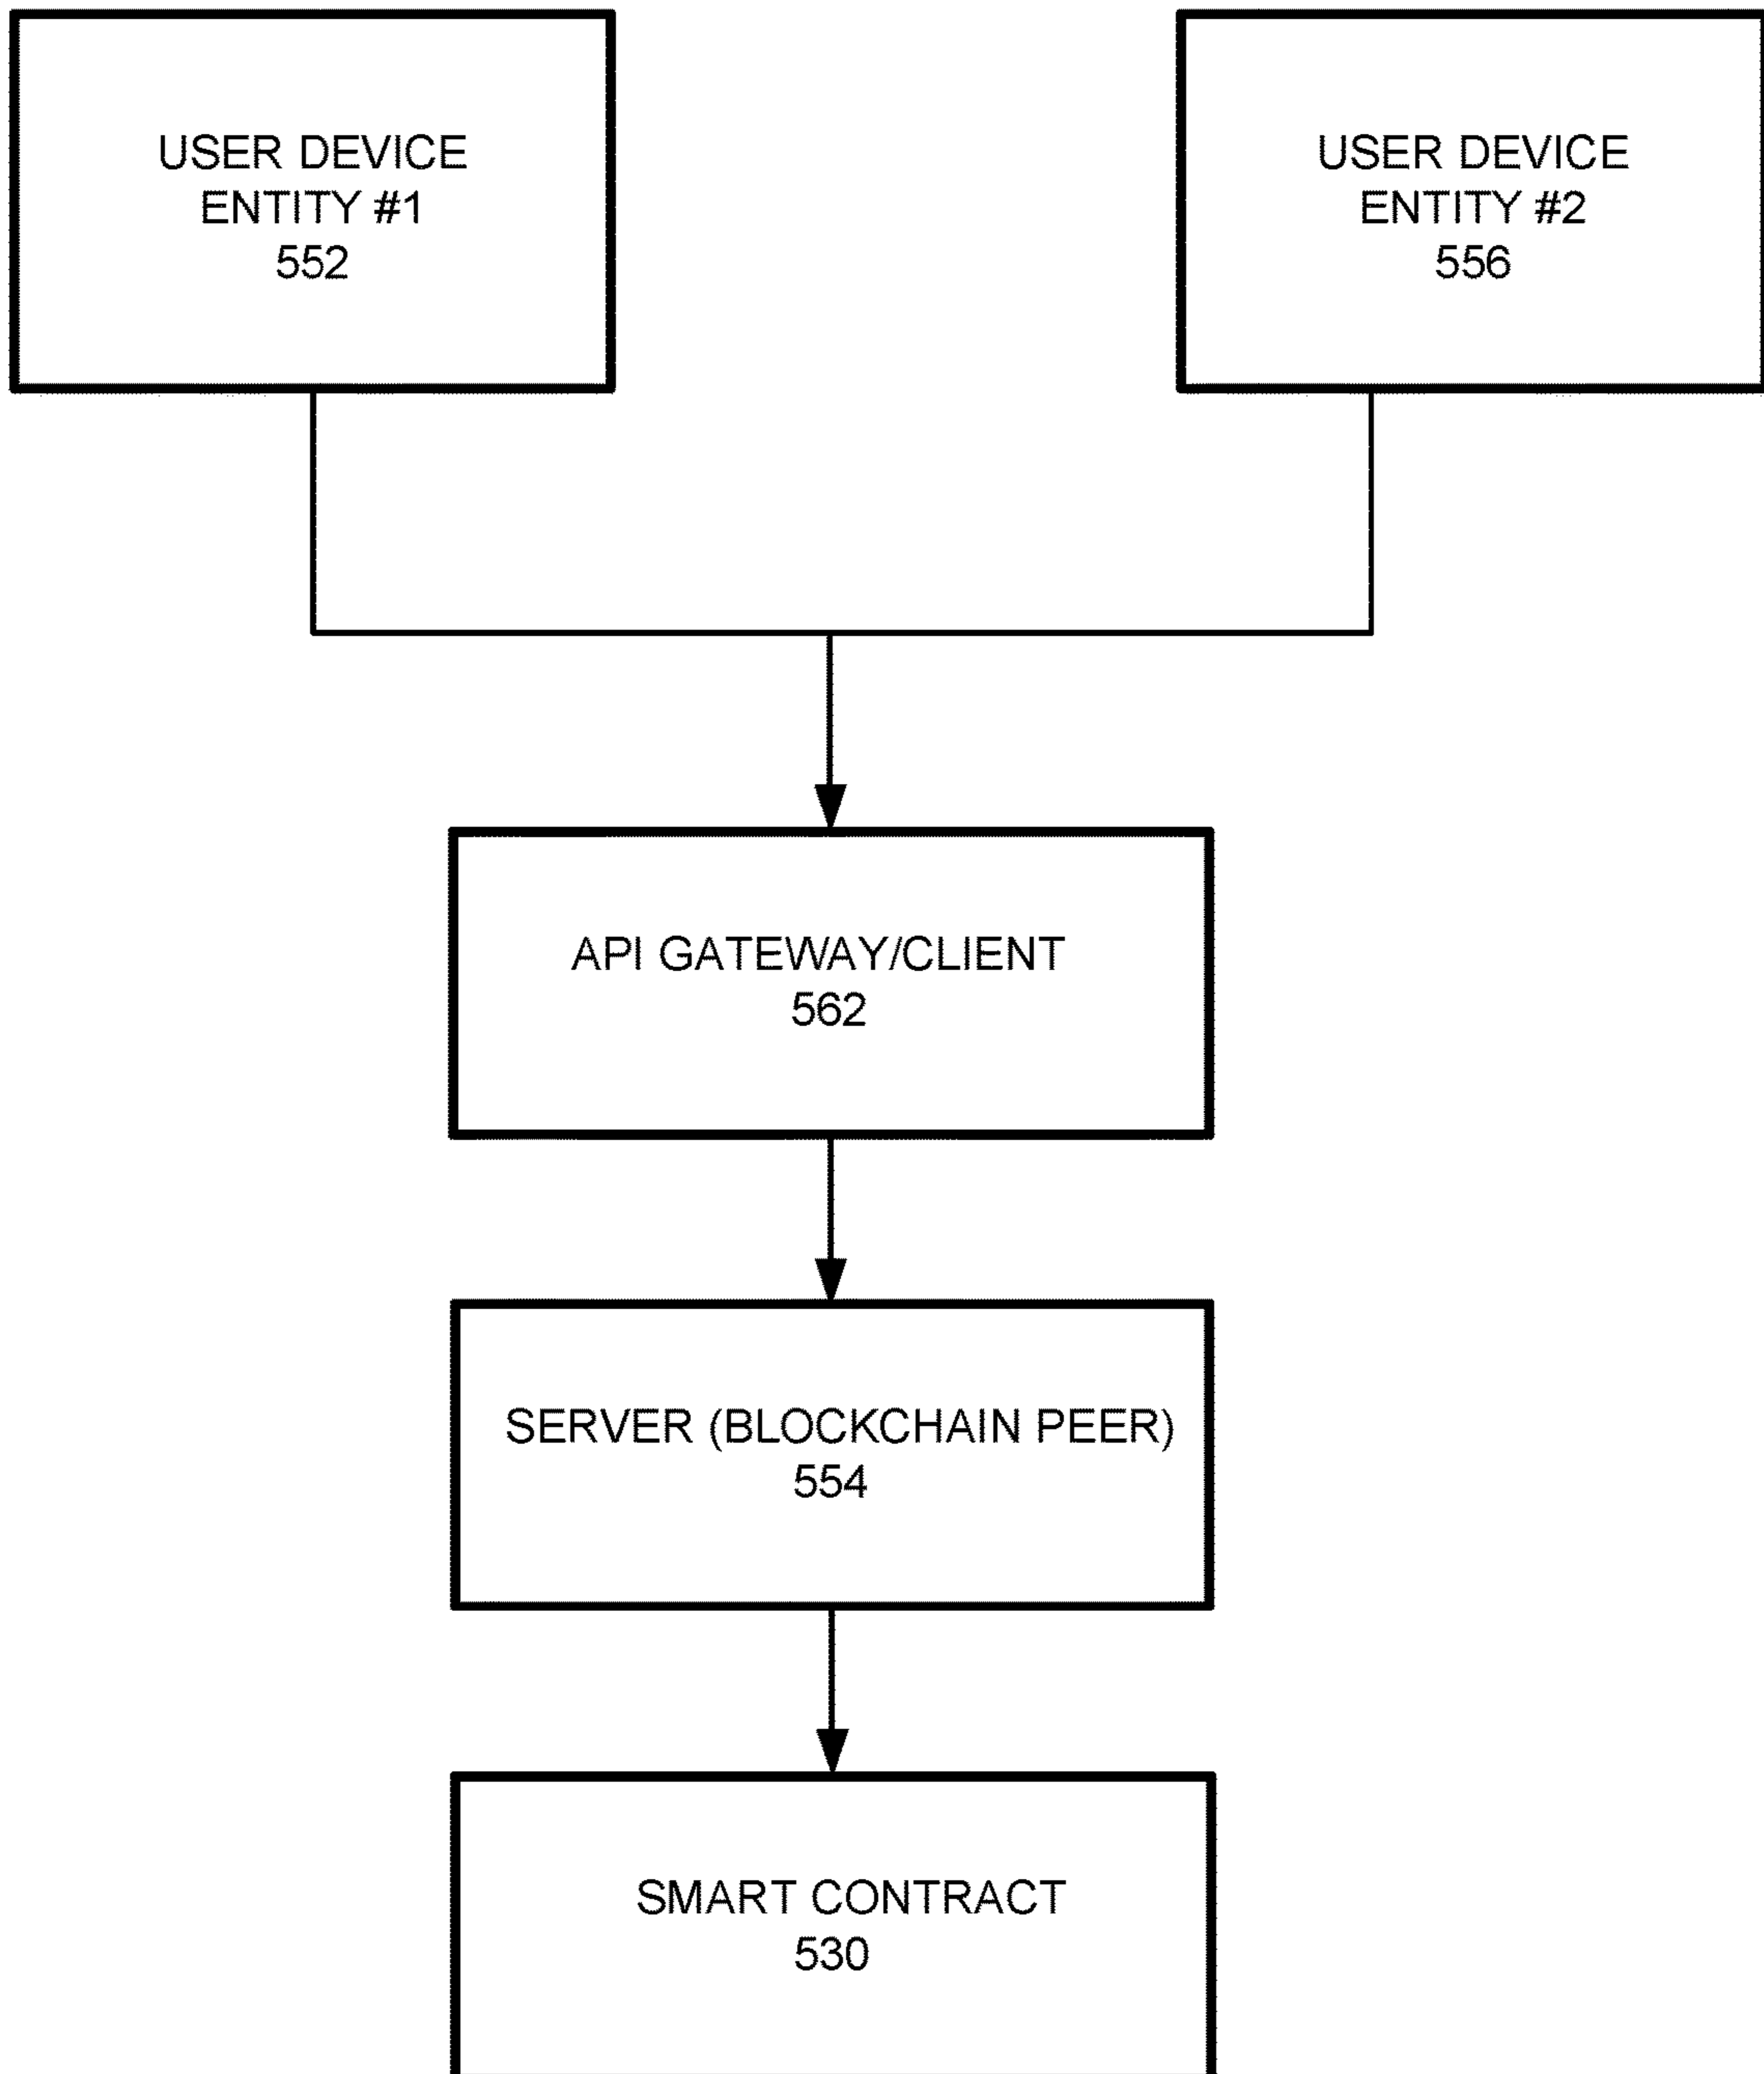 USER DEVICE
ENTITY #1
552
USER DEVICE
ENTITY #2
556
API GATEWAY/CLIENT
562
SERVER (BLOCKCHAIN PEER)
554
SMART CONTRACT
530